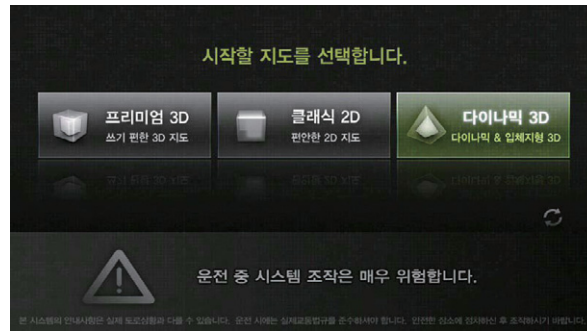 시작할 지도를 선택합니다.
프리미엄 3D
쓰기 편한 3D 지도
클래식 2D
편안한 2D 지도
다이나믹 3D
다이나믹 & 입체지형 3D
운전 중 시스템 조작은 매우 위험합니다.
본 시스템의 안내사항은 실제 도로상황과 다를 수 있습니다. 운전 시에는 실제교통법규를 준수하셔야 합니다. 안전한 장소에 정차하신 후 조작하시기 바랍니다